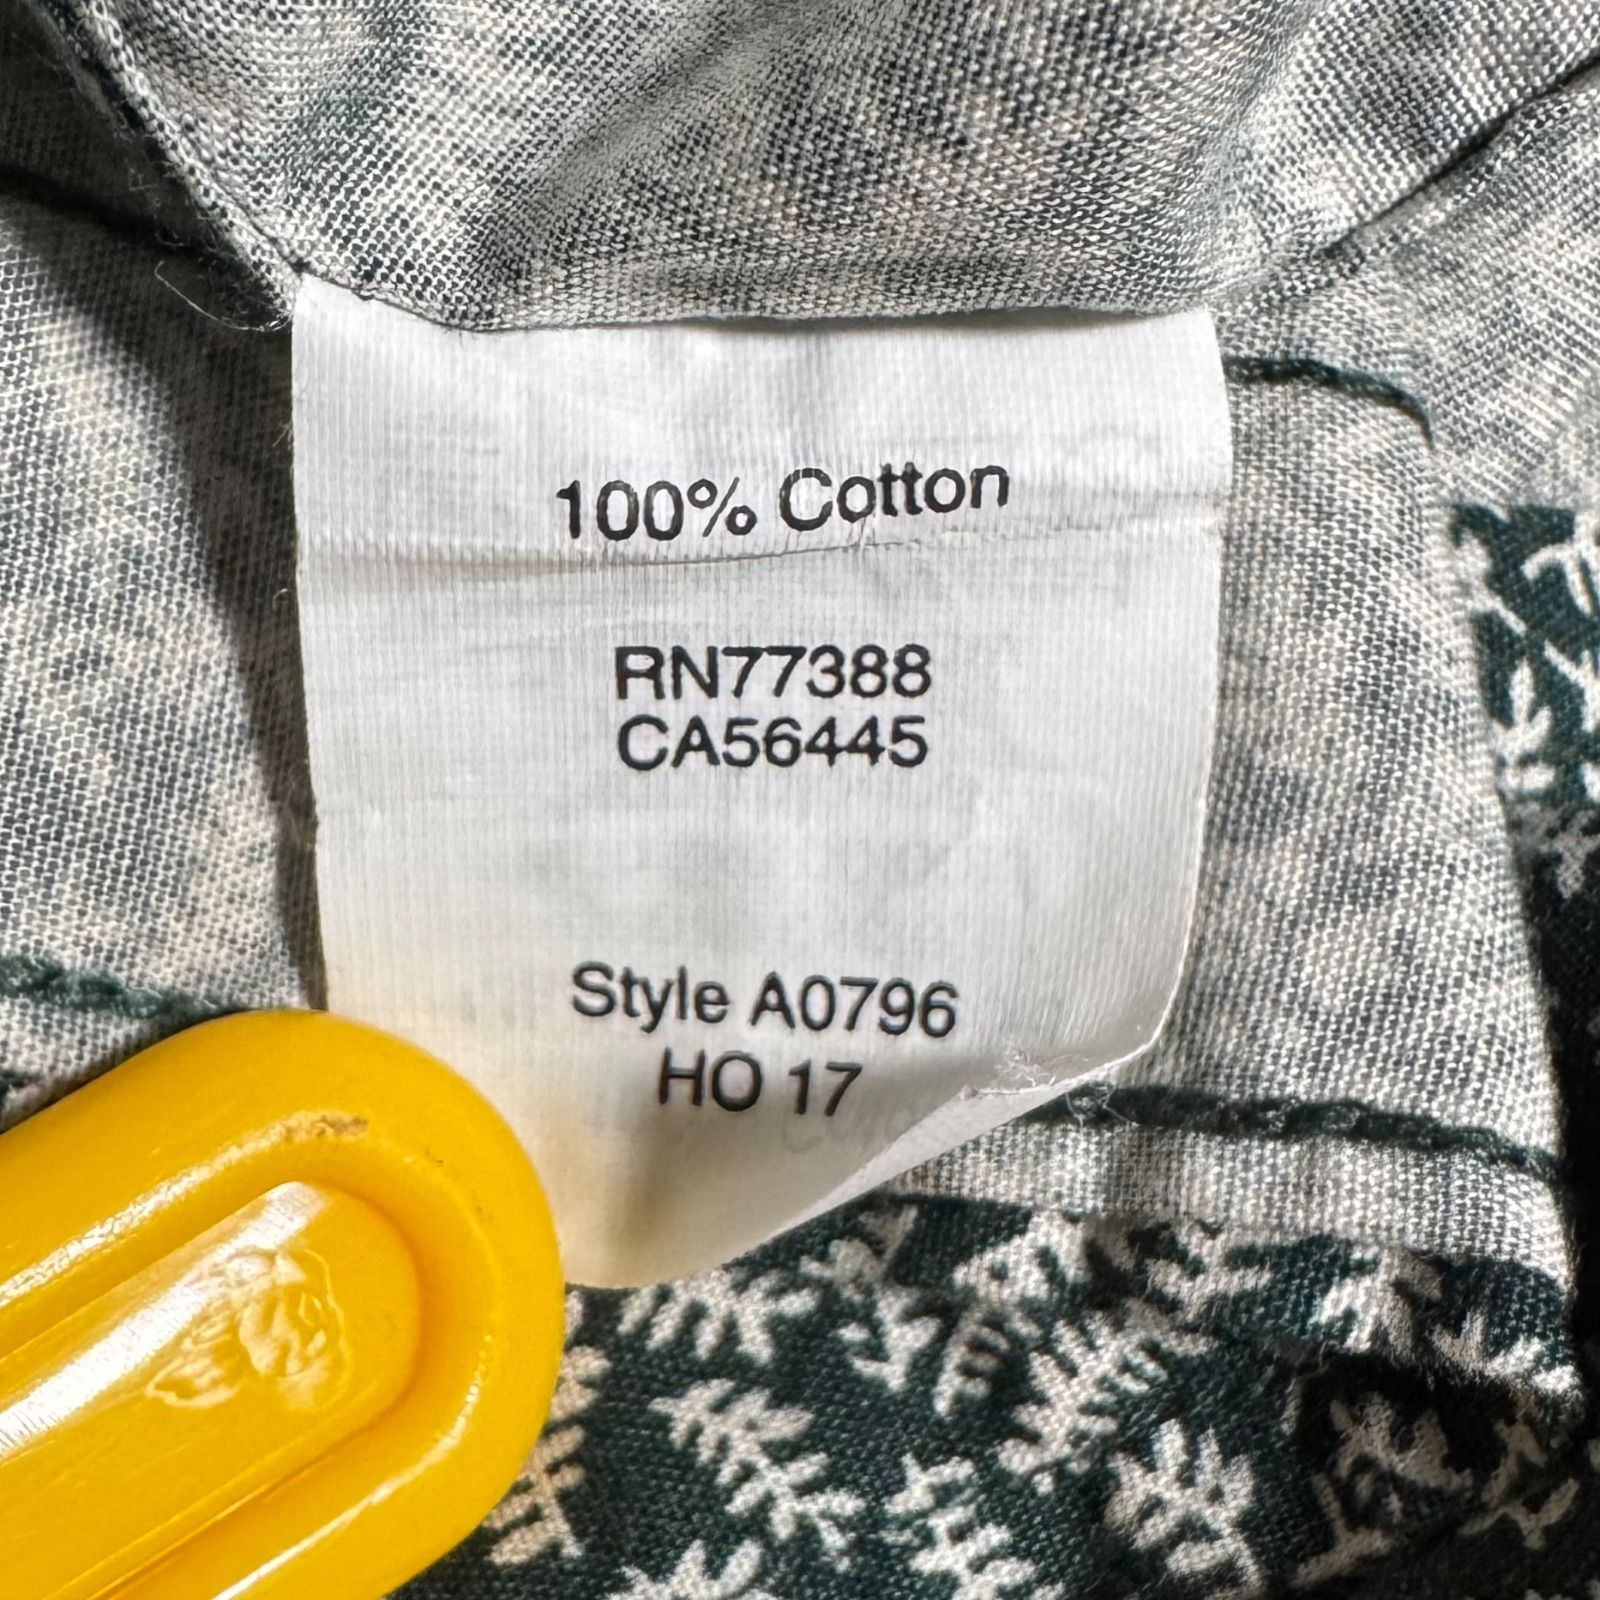 100% Cotton
RN77388
CA56445
Style A0796
HO 17